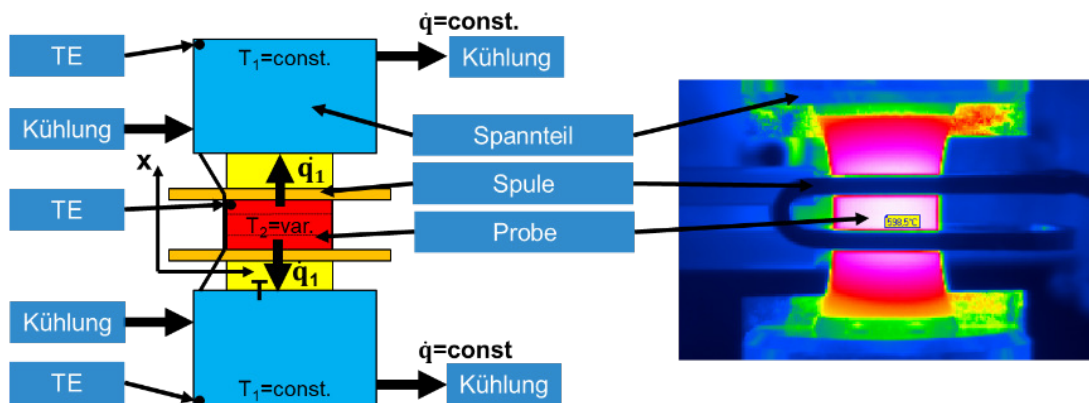 q̇=const.
TE
T₁=const.
Kühlung
Kühlung
Spannteil
x
q̇₁
Spule
TE
T₂=var.
Probe
598.5°C
q̇₁
T
Kühlung
q̇=const
TE
T₁=const.
Kühlung